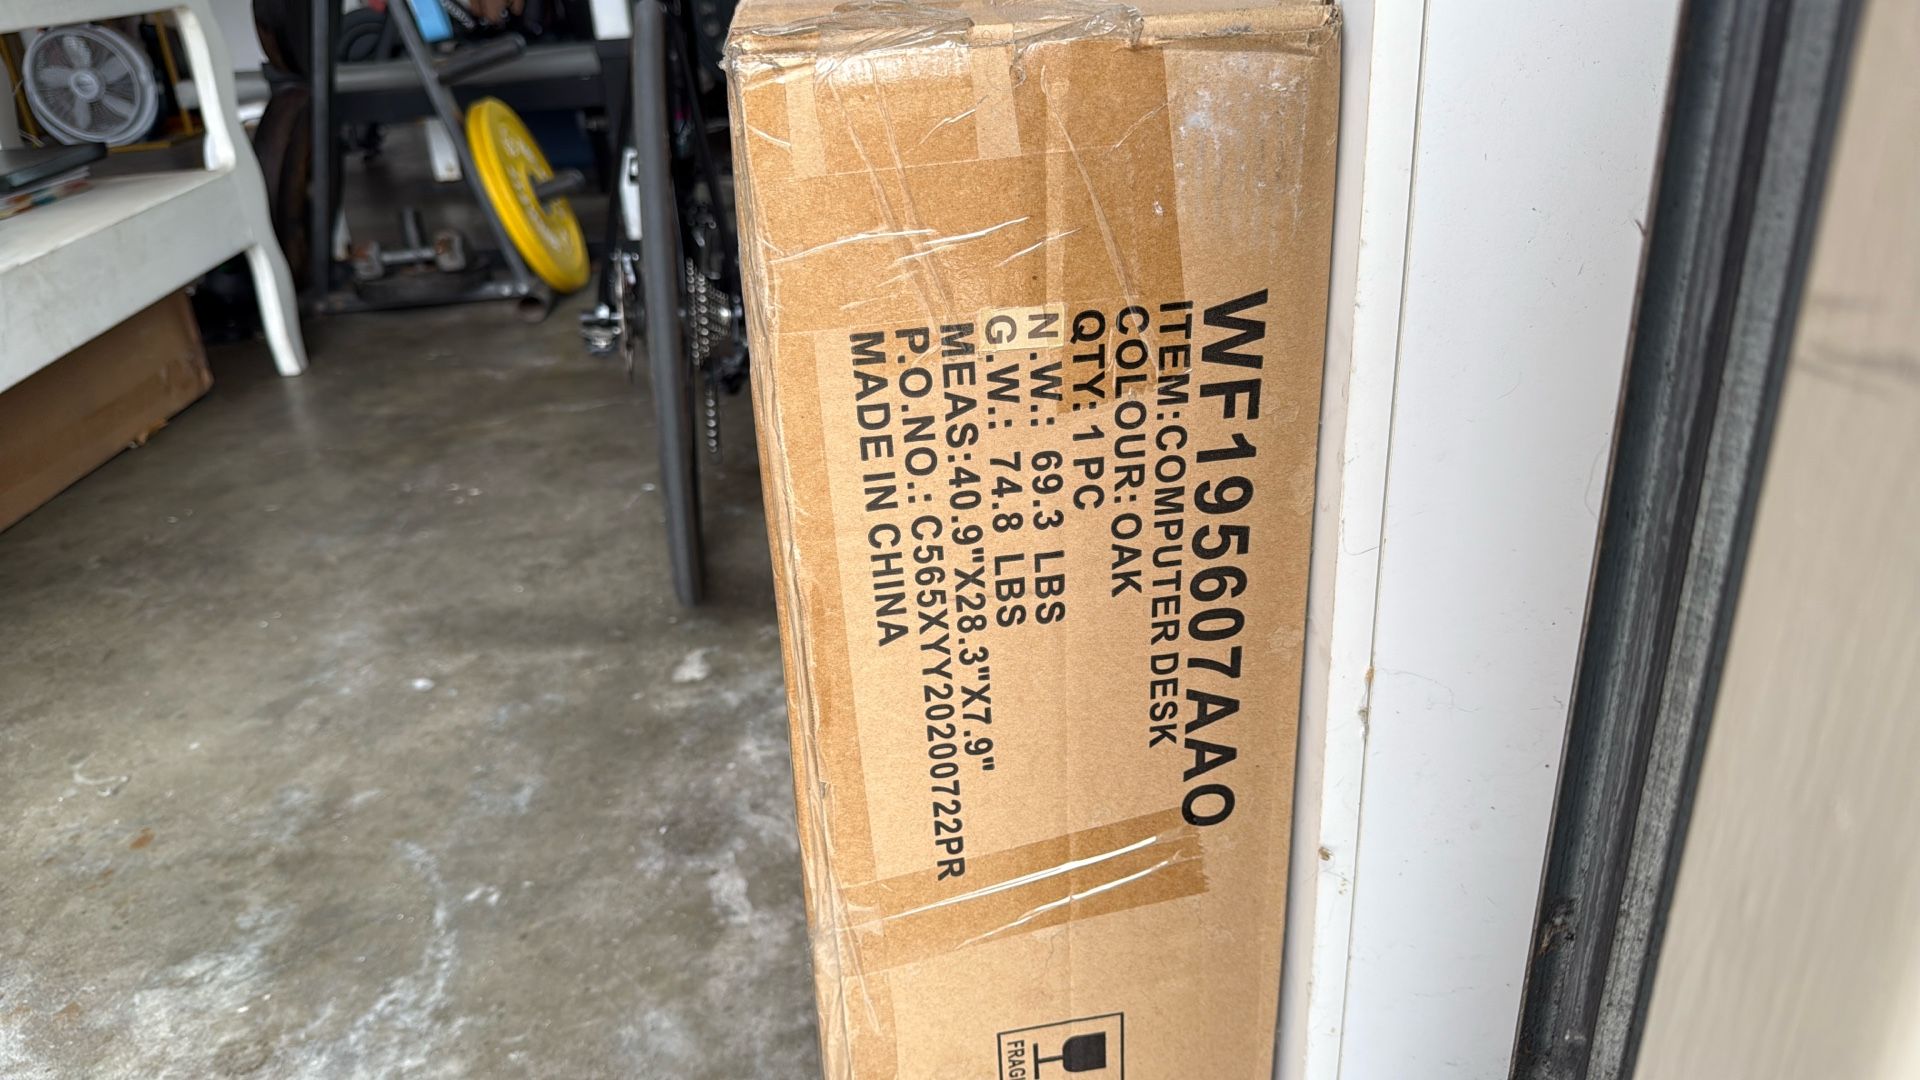 WF195607AAO
ITEM:COMPUTER DESK
COLOUR:OAK
QTY:1PC
N.W.: 69.3 LBS
G.W.: 74.8 LBS
MEAS:40.9"X28.3"X7.9"
P.O.NO.: C565XYY20200722PR
MADE IN CHINA